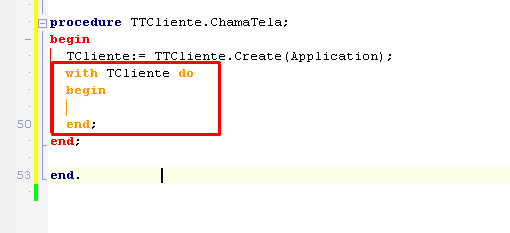 procedure TTCliente.ChamaTela;
begin
TCliente:= TTCliente.Create(Application);
with TCliente do
begin
50 end;
end;
53 end.